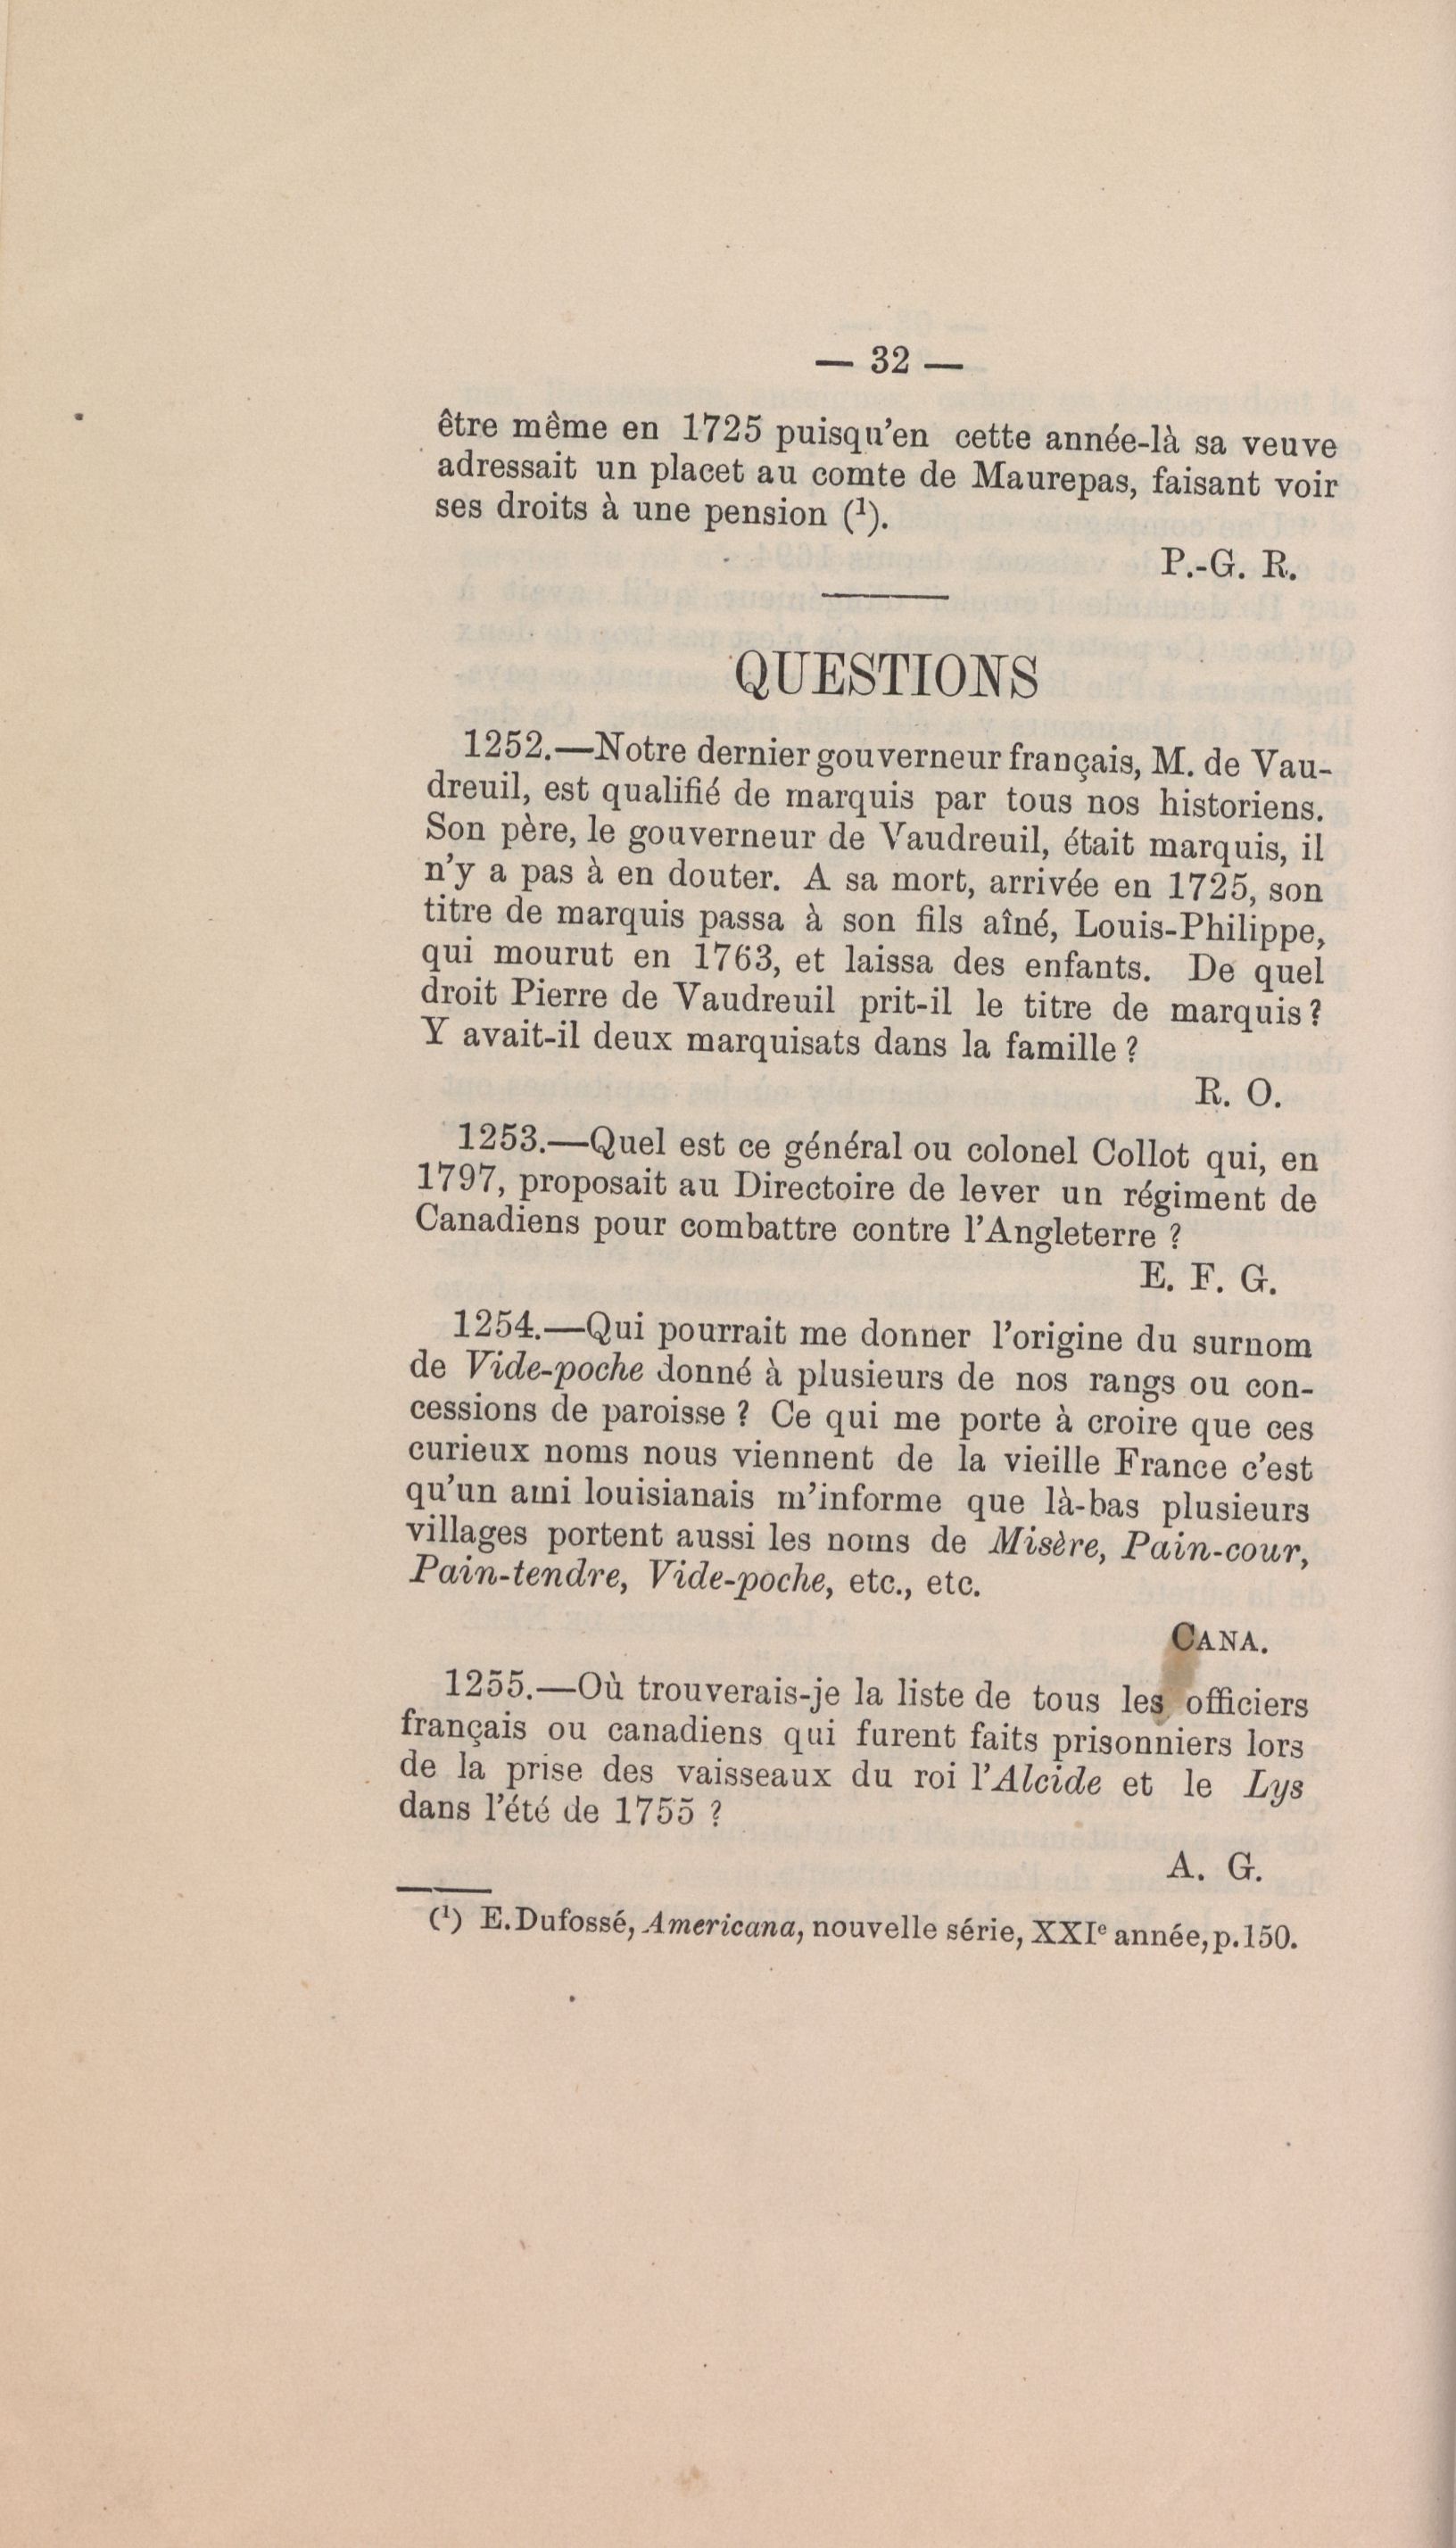 — 32 —
être même en 1725 puisqu'en cette année-là sa veuve
adressait un placet au comte de Maurepas, faisant voir
ses droits à une pension (¹).
P.-G. R.
QUESTIONS
1252.—Notre dernier gouverneur français, M. de Vau-
dreuil, est qualifié de marquis par tous nos historiens.
Son père, le gouverneur de Vaudreuil, était marquis, il
n'y a pas à en douter. A sa mort, arrivée en 1725, son
titre de marquis passa à son fils aîné, Louis-Philippe,
qui mourut en 1763, et laissa des enfants. De quel
droit Pierre de Vaudreuil prit-il le titre de marquis ?
Y avait-il deux marquisats dans la famille ?
R. O.
1253.—Quel est ce général ou colonel Collot qui, en
1797, proposait au Directoire de lever un régiment de
Canadiens pour combattre contre l'Angleterre ?
E. F. G.
1254.—Qui pourrait me donner l'origine du surnom
de Vide-poche donné à plusieurs de nos rangs ou con-
cessions de paroisse ? Ce qui me porte à croire que ces
curieux noms nous viennent de la vieille France c'est
qu'un ami louisianais m'informe que là-bas plusieurs
villages portent aussi les noms de Misère, Pain-cour,
Pain-tendre, Vide-poche, etc., etc.
CANA.
1255.—Où trouverais-je la liste de tous les officiers
français ou canadiens qui furent faits prisonniers lors
de la prise des vaisseaux du roi l'Alcide et le Lys
dans l'été de 1755 ?
A. G.
(¹) E. Dufossé, Americana, nouvelle série, XXIᵉ année, p. 150.